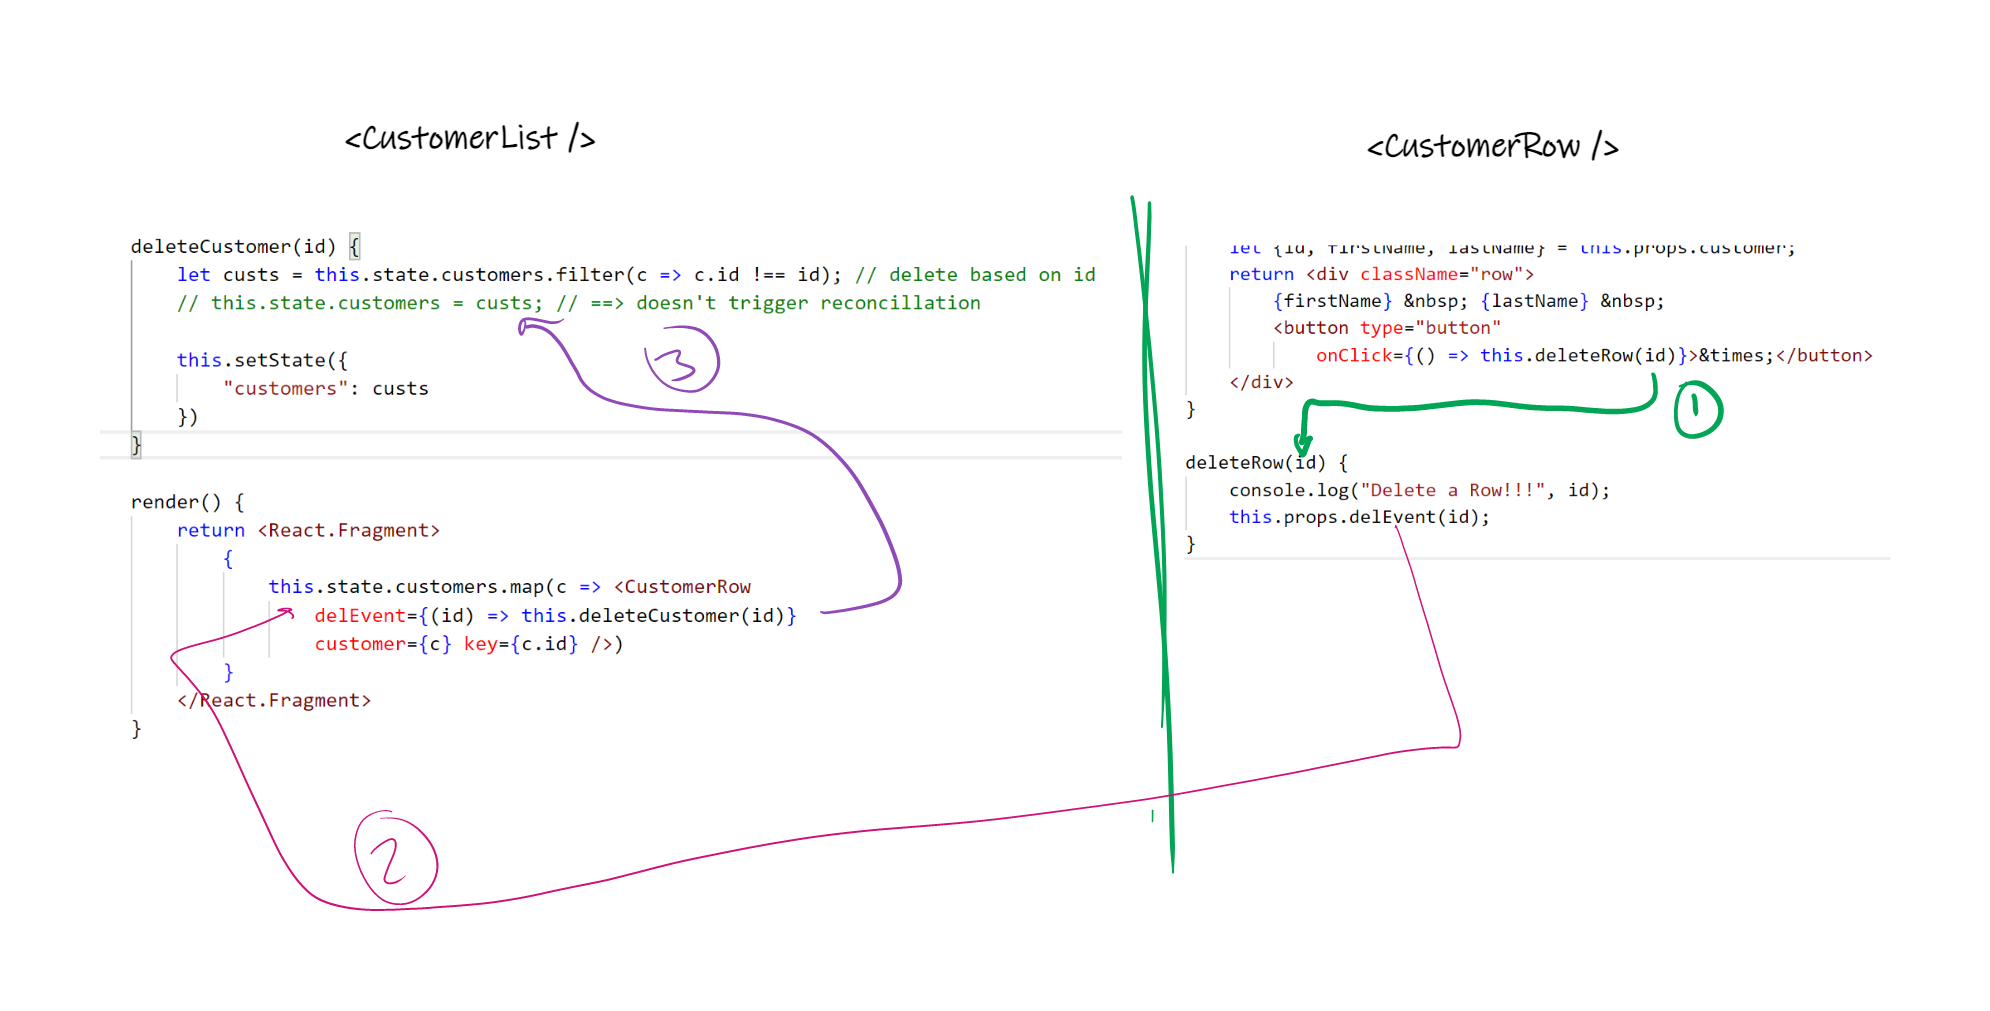 <CustomerList />
deleteCustomer(id) {
let custs = this.state.customers.filter(c => c.id !== id); // delete based on id
// this.state.customers = custs; // ==> doesn't trigger reconcillation
this.setState({
"customers": custs
})
}
render() {
return <React.Fragment>
{
this.state.customers.map(c => <CustomerRow
delEvent={(id) => this.deleteCustomer(id)}
customer={c} key={c.id} />)
}
</React.Fragment>
}
3
2
<CustomerRow />
let {id, firstName, lastName} = this.props.customer;
return <div className="row">
{firstName} &nbsp; {lastName} &nbsp;
<button type="button"
onClick={() => this.deleteRow(id)}>&times;</button>
</div>
}
1
deleteRow(id) {
console.log("Delete a Row!!!", id);
this.props.delEvent(id);
}